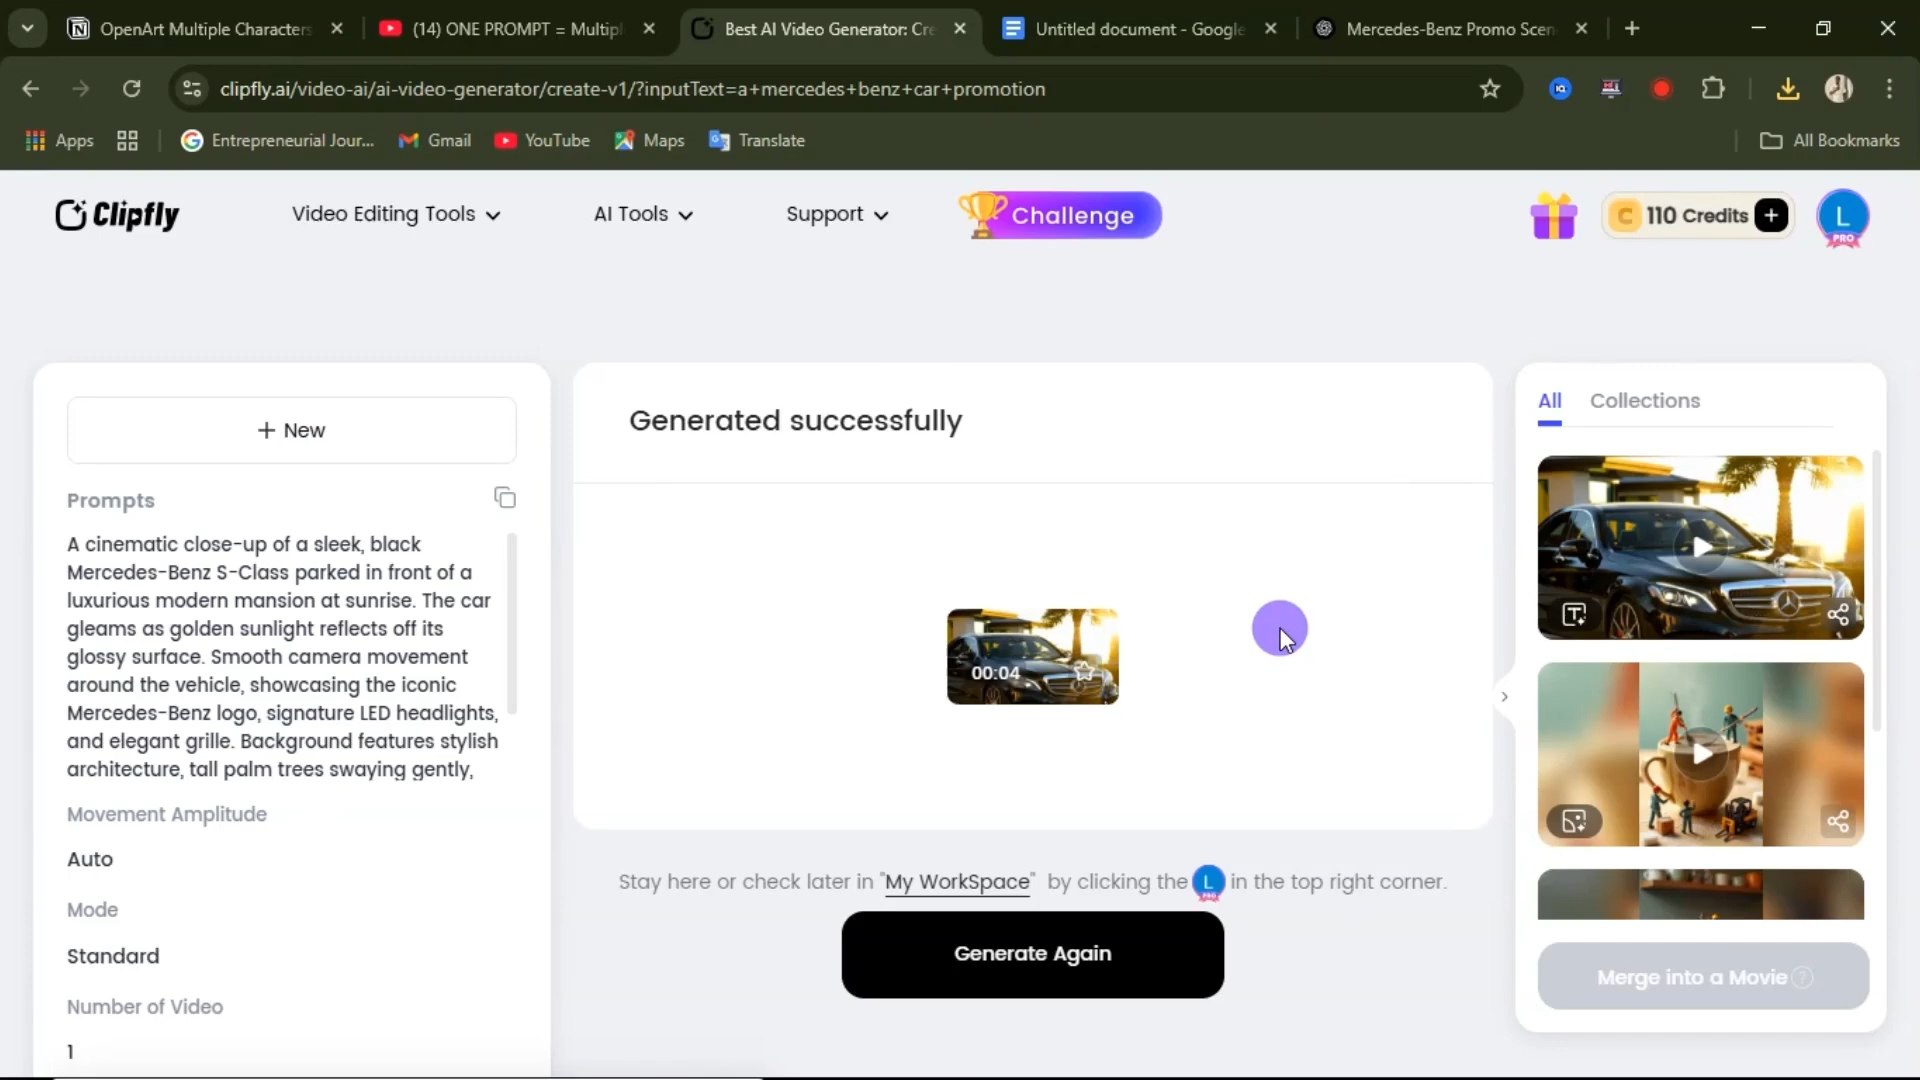 OpenArt Multiple Characters
(14) ONE PROMPT = Multipl
Best AI Video Generator: Cre
Untitled document - Google
Mercedes-Benz Promo Scen
clipfly.ai/video-ai/ai-video-generator/create-v1/?inputText=a+mercedes+benz+car+promotion
Apps
Entrepreneurial Jour...
Gmail
YouTube
Maps
Translate
All Bookmarks
Clipfly
Video Editing Tools
AI Tools
Support
Challenge
C 110 Credits +
L
PRO
+ New
Prompts
A cinematic close-up of a sleek, black
Mercedes-Benz S-Class parked in front of a
luxurious modern mansion at sunrise. The car
gleams as golden sunlight reflects off its
glossy surface. Smooth camera movement
around the vehicle, showcasing the iconic
Mercedes-Benz logo, signature LED headlights,
and elegant grille. Background features stylish
architecture, tall palm trees swaying gently,
Movement Amplitude
Auto
Mode
Standard
Number of Video
1
Generated successfully
00:04
Stay here or check later in "My WorkSpace" by clicking the L in the top right corner.
Generate Again
All
Collections
Merge into a Movie ?